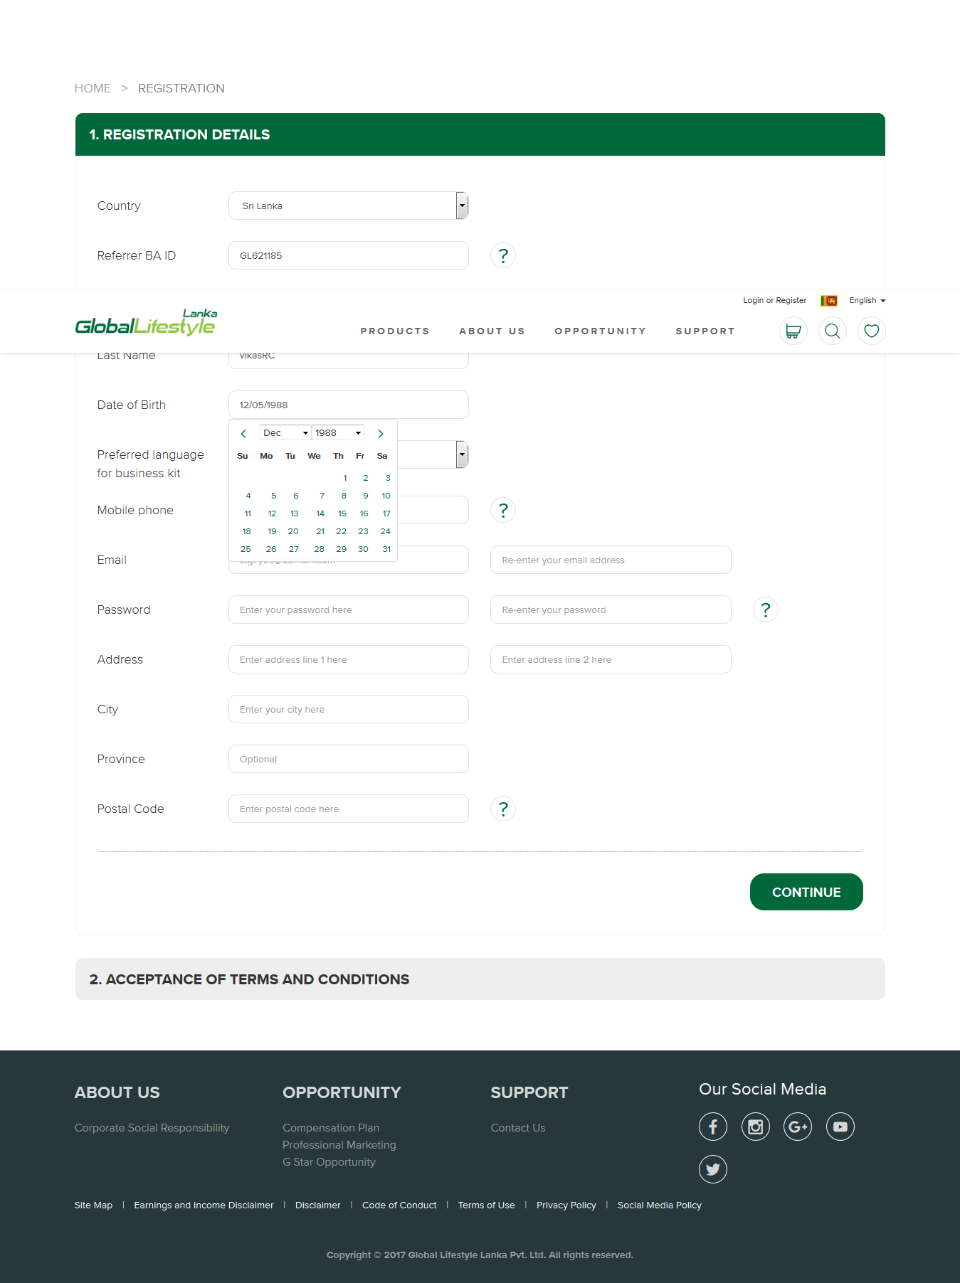 HOME > REGISTRATION
1. REGISTRATION DETAILS
Country Sri Lanka
Referrer BA ID GL621185 ?
Login or Register English
GlobalLifestyle Lanka
PRODUCTS ABOUT US OPPORTUNITY SUPPORT
Last Name vikasRC
Date of Birth 12/05/1988
Dec 1988
Preferred language
for business kit
Su Mo Tu We Th Fr Sa
1 2 3
4 5 6 7 8 9 10
11 12 13 14 15 16 17
18 19 20 21 22 23 24
25 26 27 28 29 30 31
Mobile phone ?
Email Re-enter your email address
Password Enter your password here Re-enter your password ?
Address Enter address line 1 here Enter address line 2 here
City Enter your city here
Province Optional
Postal Code Enter postal code here ?
CONTINUE
2. ACCEPTANCE OF TERMS AND CONDITIONS
ABOUT US
Corporate Social Responsibility
OPPORTUNITY
Compensation Plan
Professional Marketing
G Star Opportunity
SUPPORT
Contact Us
Our Social Media
Site Map | Earnings and Income Disclaimer | Disclaimer | Code of Conduct | Terms of Use | Privacy Policy | Social Media Policy
Copyright © 2017 Global Lifestyle Lanka Pvt. Ltd. All rights reserved.